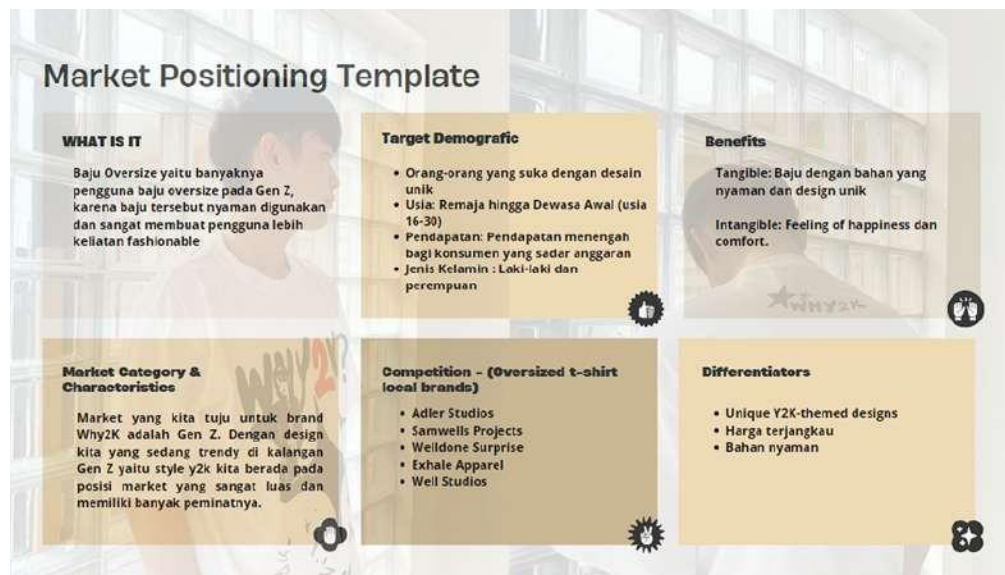 Market Positioning Template
WHAT IS IT
Baju Oversize yaitu banyaknya
pengguna baju oversize pada Gen Z,
karena baju tersebut nyaman digunakan
dan sangat membuat pengguna lebih
keliatan fashionable
Target Demografic
• Orang-orang yang suka dengan desain
unik
• Usia: Remaja hingga Dewasa Awal (usia
16-30)
• Pendapatan: Pendapatan menengah
bagi konsumen yang sadar anggaran
• Jenis Kelamin : Laki-laki dan
perempuan
Benefits
Tangible: Baju dengan bahan yang
nyaman dan design unik
Intangible: Feeling of happiness dan
comfort.
WHY2K
Market Category &
Characteristics
Market yang kita tuju untuk brand
Why2K adalah Gen Z. Dengan design
kita yang sedang trendy di kalangan
Gen Z yaitu style y2k kita berada pada
posisi market yang sangat luas dan
memiliki banyak peminatnya.
WHY2K?
Competition - (Oversized t-shirt
local brands)
• Adler Studios
• Samwells Projects
• Welldone Surprise
• Exhale Apparel
• Well Studios
Differentiators
• Unique Y2K-themed designs
• Harga terjangkau
• Bahan nyaman